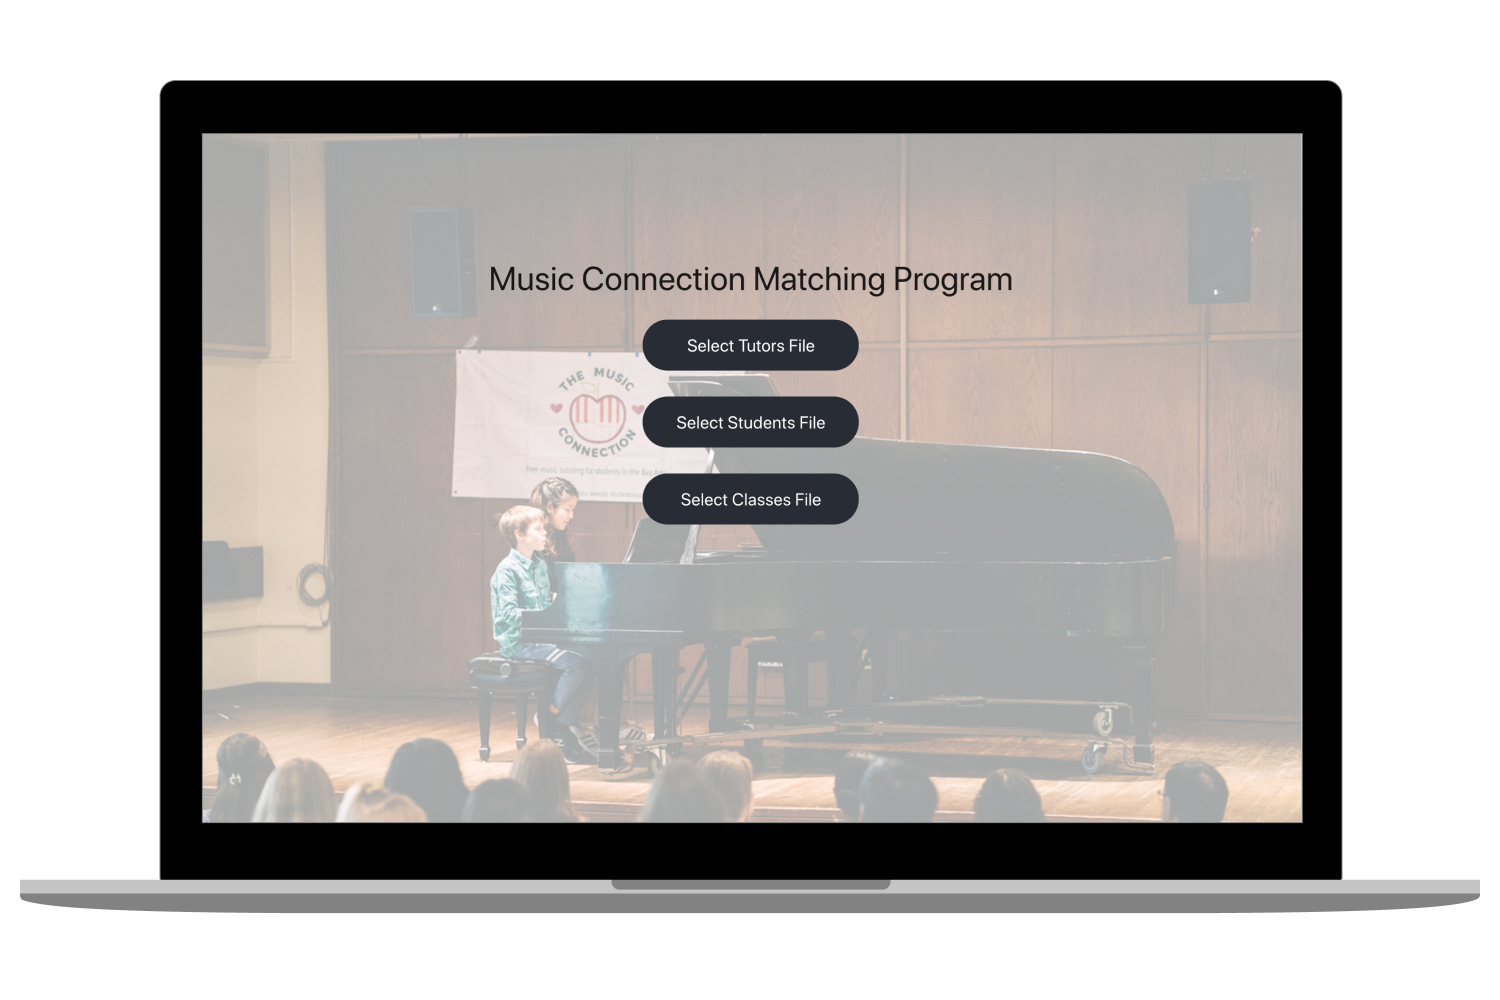 Music Connection Matching Program
Select Tutors File
THE MUSIC
CONNECTION
free music tutoring for students in the Bay Area
Select Students File
Select Classes File